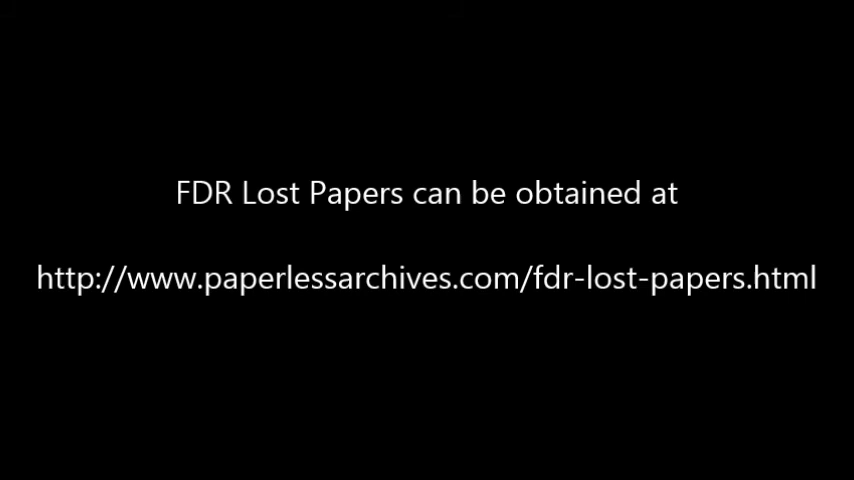 FDR Lost Papers can be obtained at
http://www.paperlessarchives.com/fdr-lost-papers.html